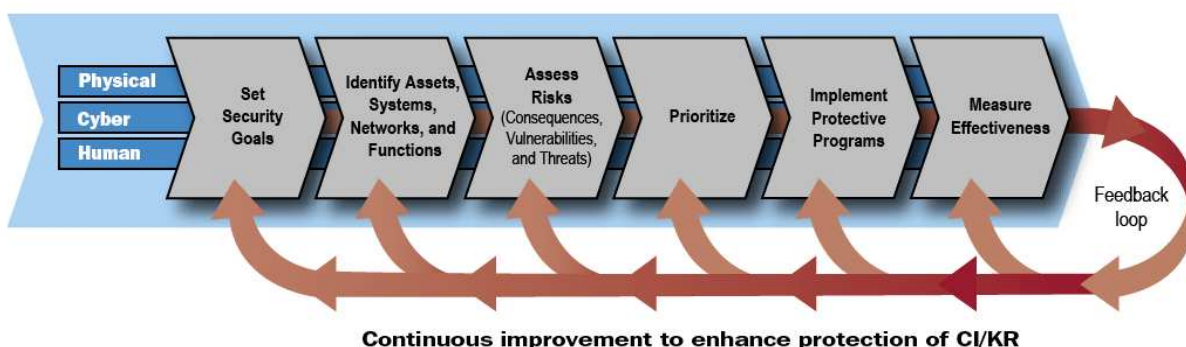 Physical
Cyber
Human
Set
Security
Goals
Identify Assets,
Systems,
Networks, and
Functions
Assess
Risks
(Consequences,
Vulnerabilities,
and Threats)
Prioritize
Implement
Protective
Programs
Measure
Effectiveness
Feedback
loop
Continuous improvement to enhance protection of CI/KR